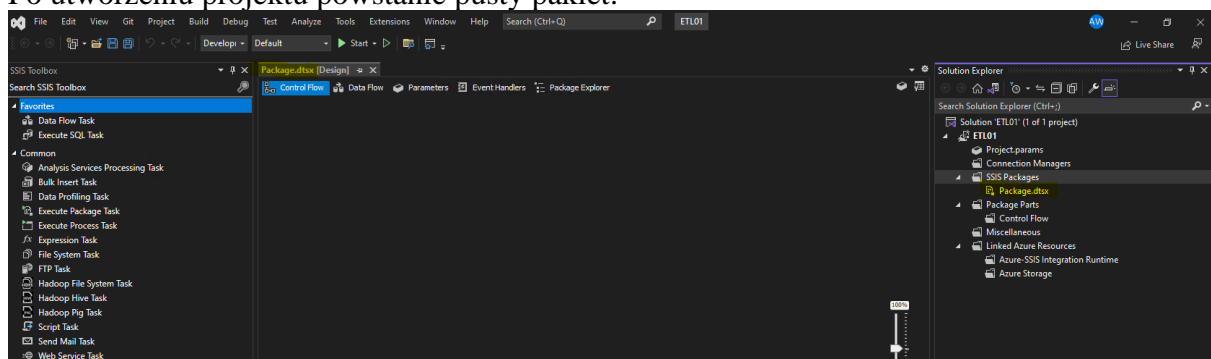 Po utworzeniu projektu powstanie pusty pakiet:
File Edit View Git Project Build Debug Test Analyze Tools Extensions Window Help Search (Ctrl+Q) ETL01 AW
Developi Default Start Live Share
SSIS Toolbox
Search SSIS Toolbox
Favorites
Data Flow Task
Execute SQL Task
Common
Analysis Services Processing Task
Bulk Insert Task
Data Profiling Task
Execute Package Task
Execute Process Task
Expression Task
File System Task
FTP Task
Hadoop File System Task
Hadoop Hive Task
Hadoop Pig Task
Script Task
Send Mail Task
Web Service Task
Package.dtsx [Design]
Control Flow Data Flow Parameters Event Handlers Package Explorer
100%
Solution Explorer
Search Solution Explorer (Ctrl+;)
Solution 'ETL01' (1 of 1 project)
ETL01
Project.params
Connection Managers
SSIS Packages
Package.dtsx
Package Parts
Control Flow
Miscellaneous
Linked Azure Resources
Azure-SSIS Integration Runtime
Azure Storage